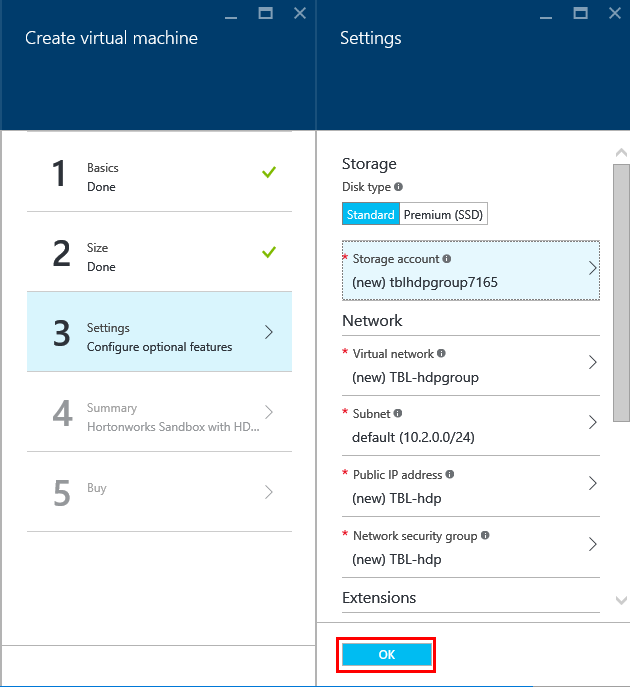 Create virtual machine
1
Basics
Done
2
Size
Done
3
Settings
Configure optional features
4
Summary
Hortonworks Sandbox with HD...
5
Buy
Settings
Storage
Disk type
Standard
Premium (SSD)
* Storage account
(new) tblhdpgroup7165
Network
* Virtual network
(new) TBL-hdpgroup
* Subnet
default (10.2.0.0/24)
* Public IP address
(new) TBL-hdp
* Network security group
(new) TBL-hdp
Extensions
OK